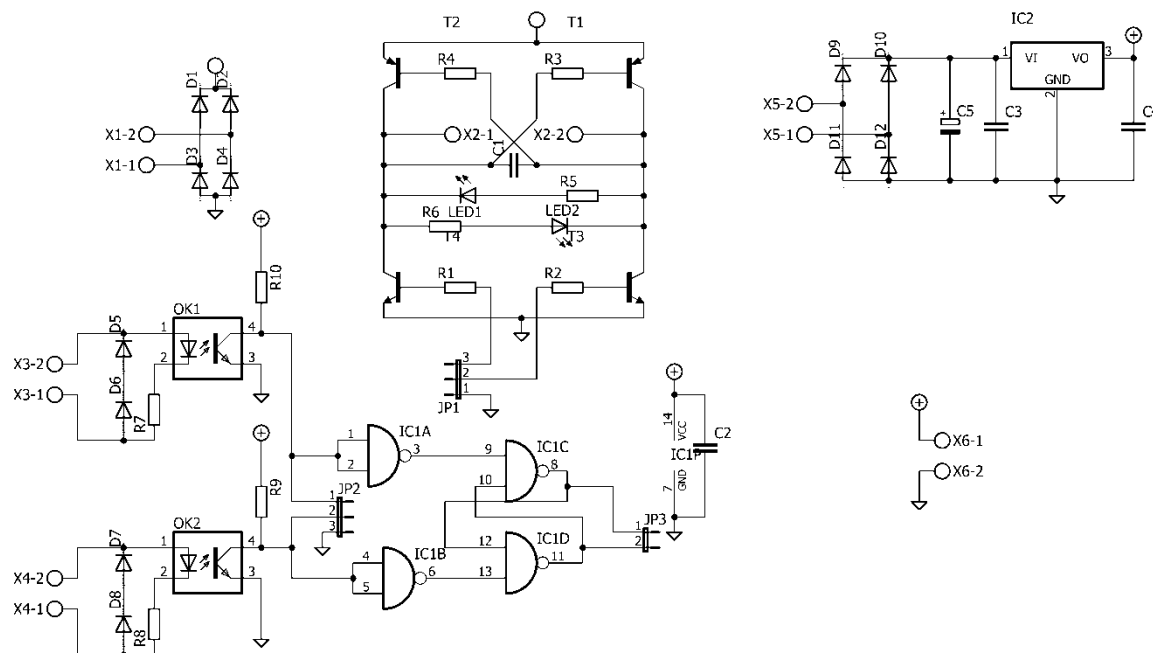 T2 T1 IC2
D1 D2 R4 R3 D9 D10 1 VI VO 3
GND
2
X1-2 X2-1 X2-2 X5-2 + C5 C3
X1-1 D3 D4 C1 X5-1 D11 D12
R5
LED1
R6 LED2
T4 T3
R10 R1 R2
OK1
D5 1 4
X3-2 2 3
3
2
1
X3-1 D6 R7 JP1
14 VCC C2
IC1P
7 GND
X6-1
X6-2
IC1A
1 3
2
9 IC1C
8
10
R9 JP2
1
2
3
JP3
1
2
OK2
D7 1 4
X4-2 2 3
4 IC1B
5 6
12 IC1D
11
13
X4-1 D8 R8